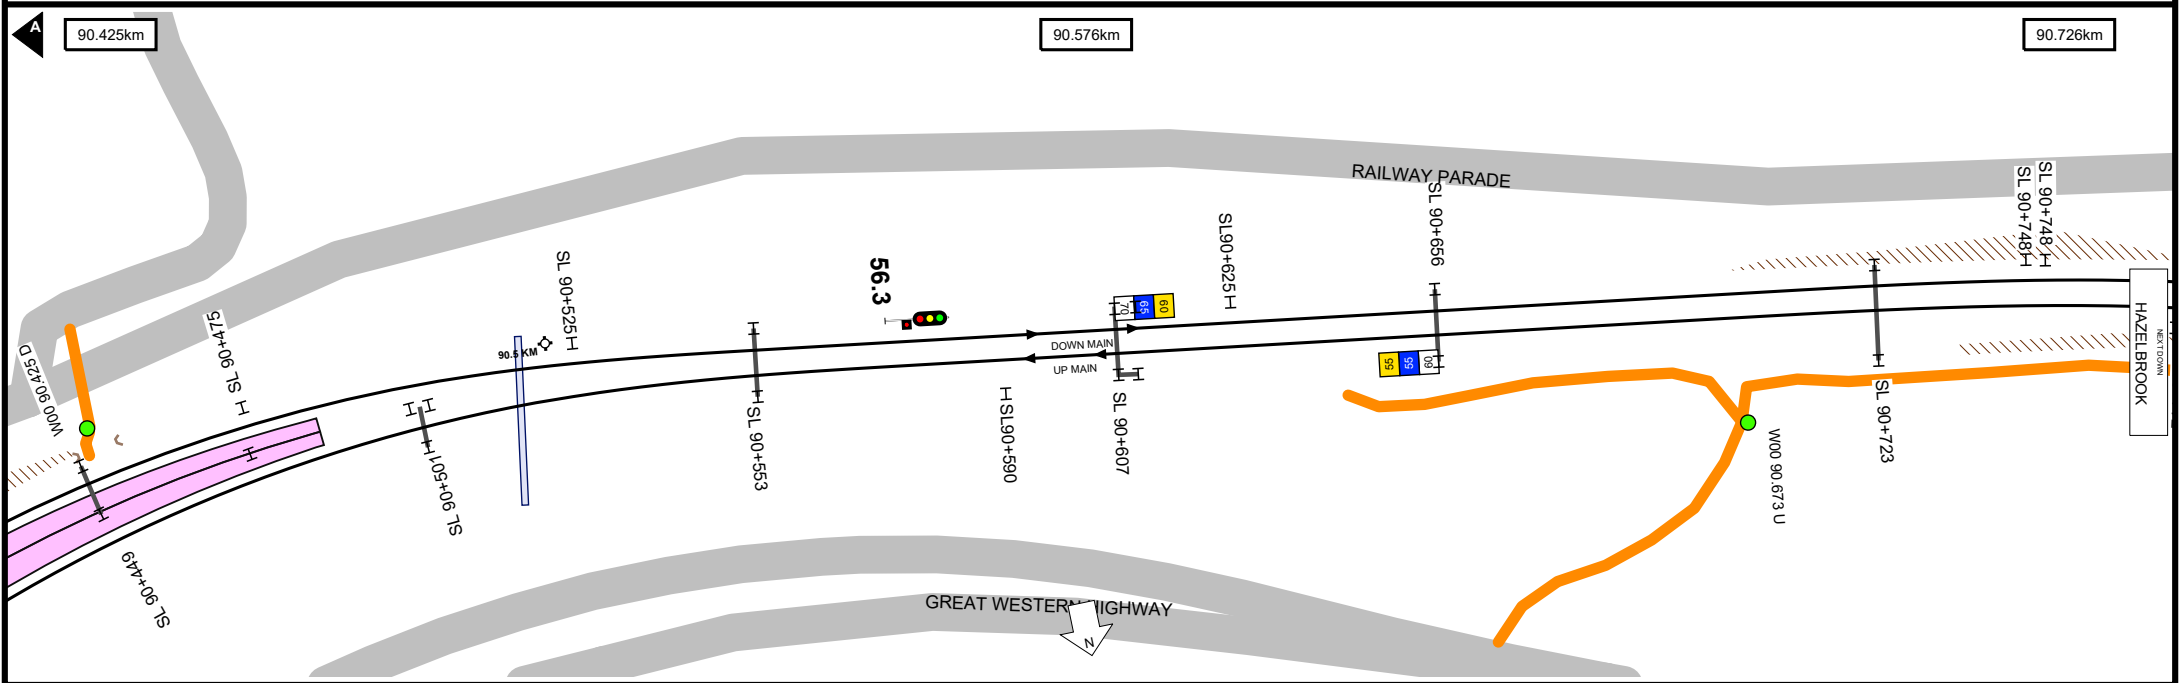 A
90.425km
90.576km
90.726km
RAILWAY PARADE
SL 90+748
SL 90+748
SL 90+656
SL90+625
SL 90+525
56.3
SL 90+475
W00 90.425 D
90.5 KM
70 65 60
DOWN MAIN
UP MAIN
55 55 60
HAZELBROOK
NEXT DOWN
SL 90+501
SL 90+553
SL90+590
SL 90+607
SL 90+723
W00 90.673 U
SL 90+449
GREAT WESTERN HIGHWAY
N